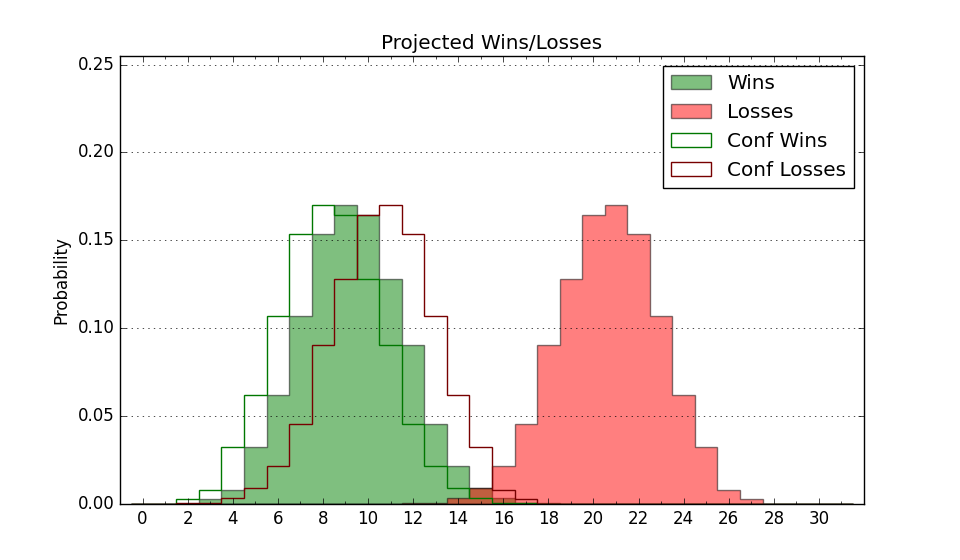 Projected Wins/Losses
Wins
Losses
Conf Wins
Conf Losses
Probability
0.25
0.20
0.15
0.10
0.05
0.00
0 2 4 6 8 10 12 14 16 18 20 22 24 26 28 30